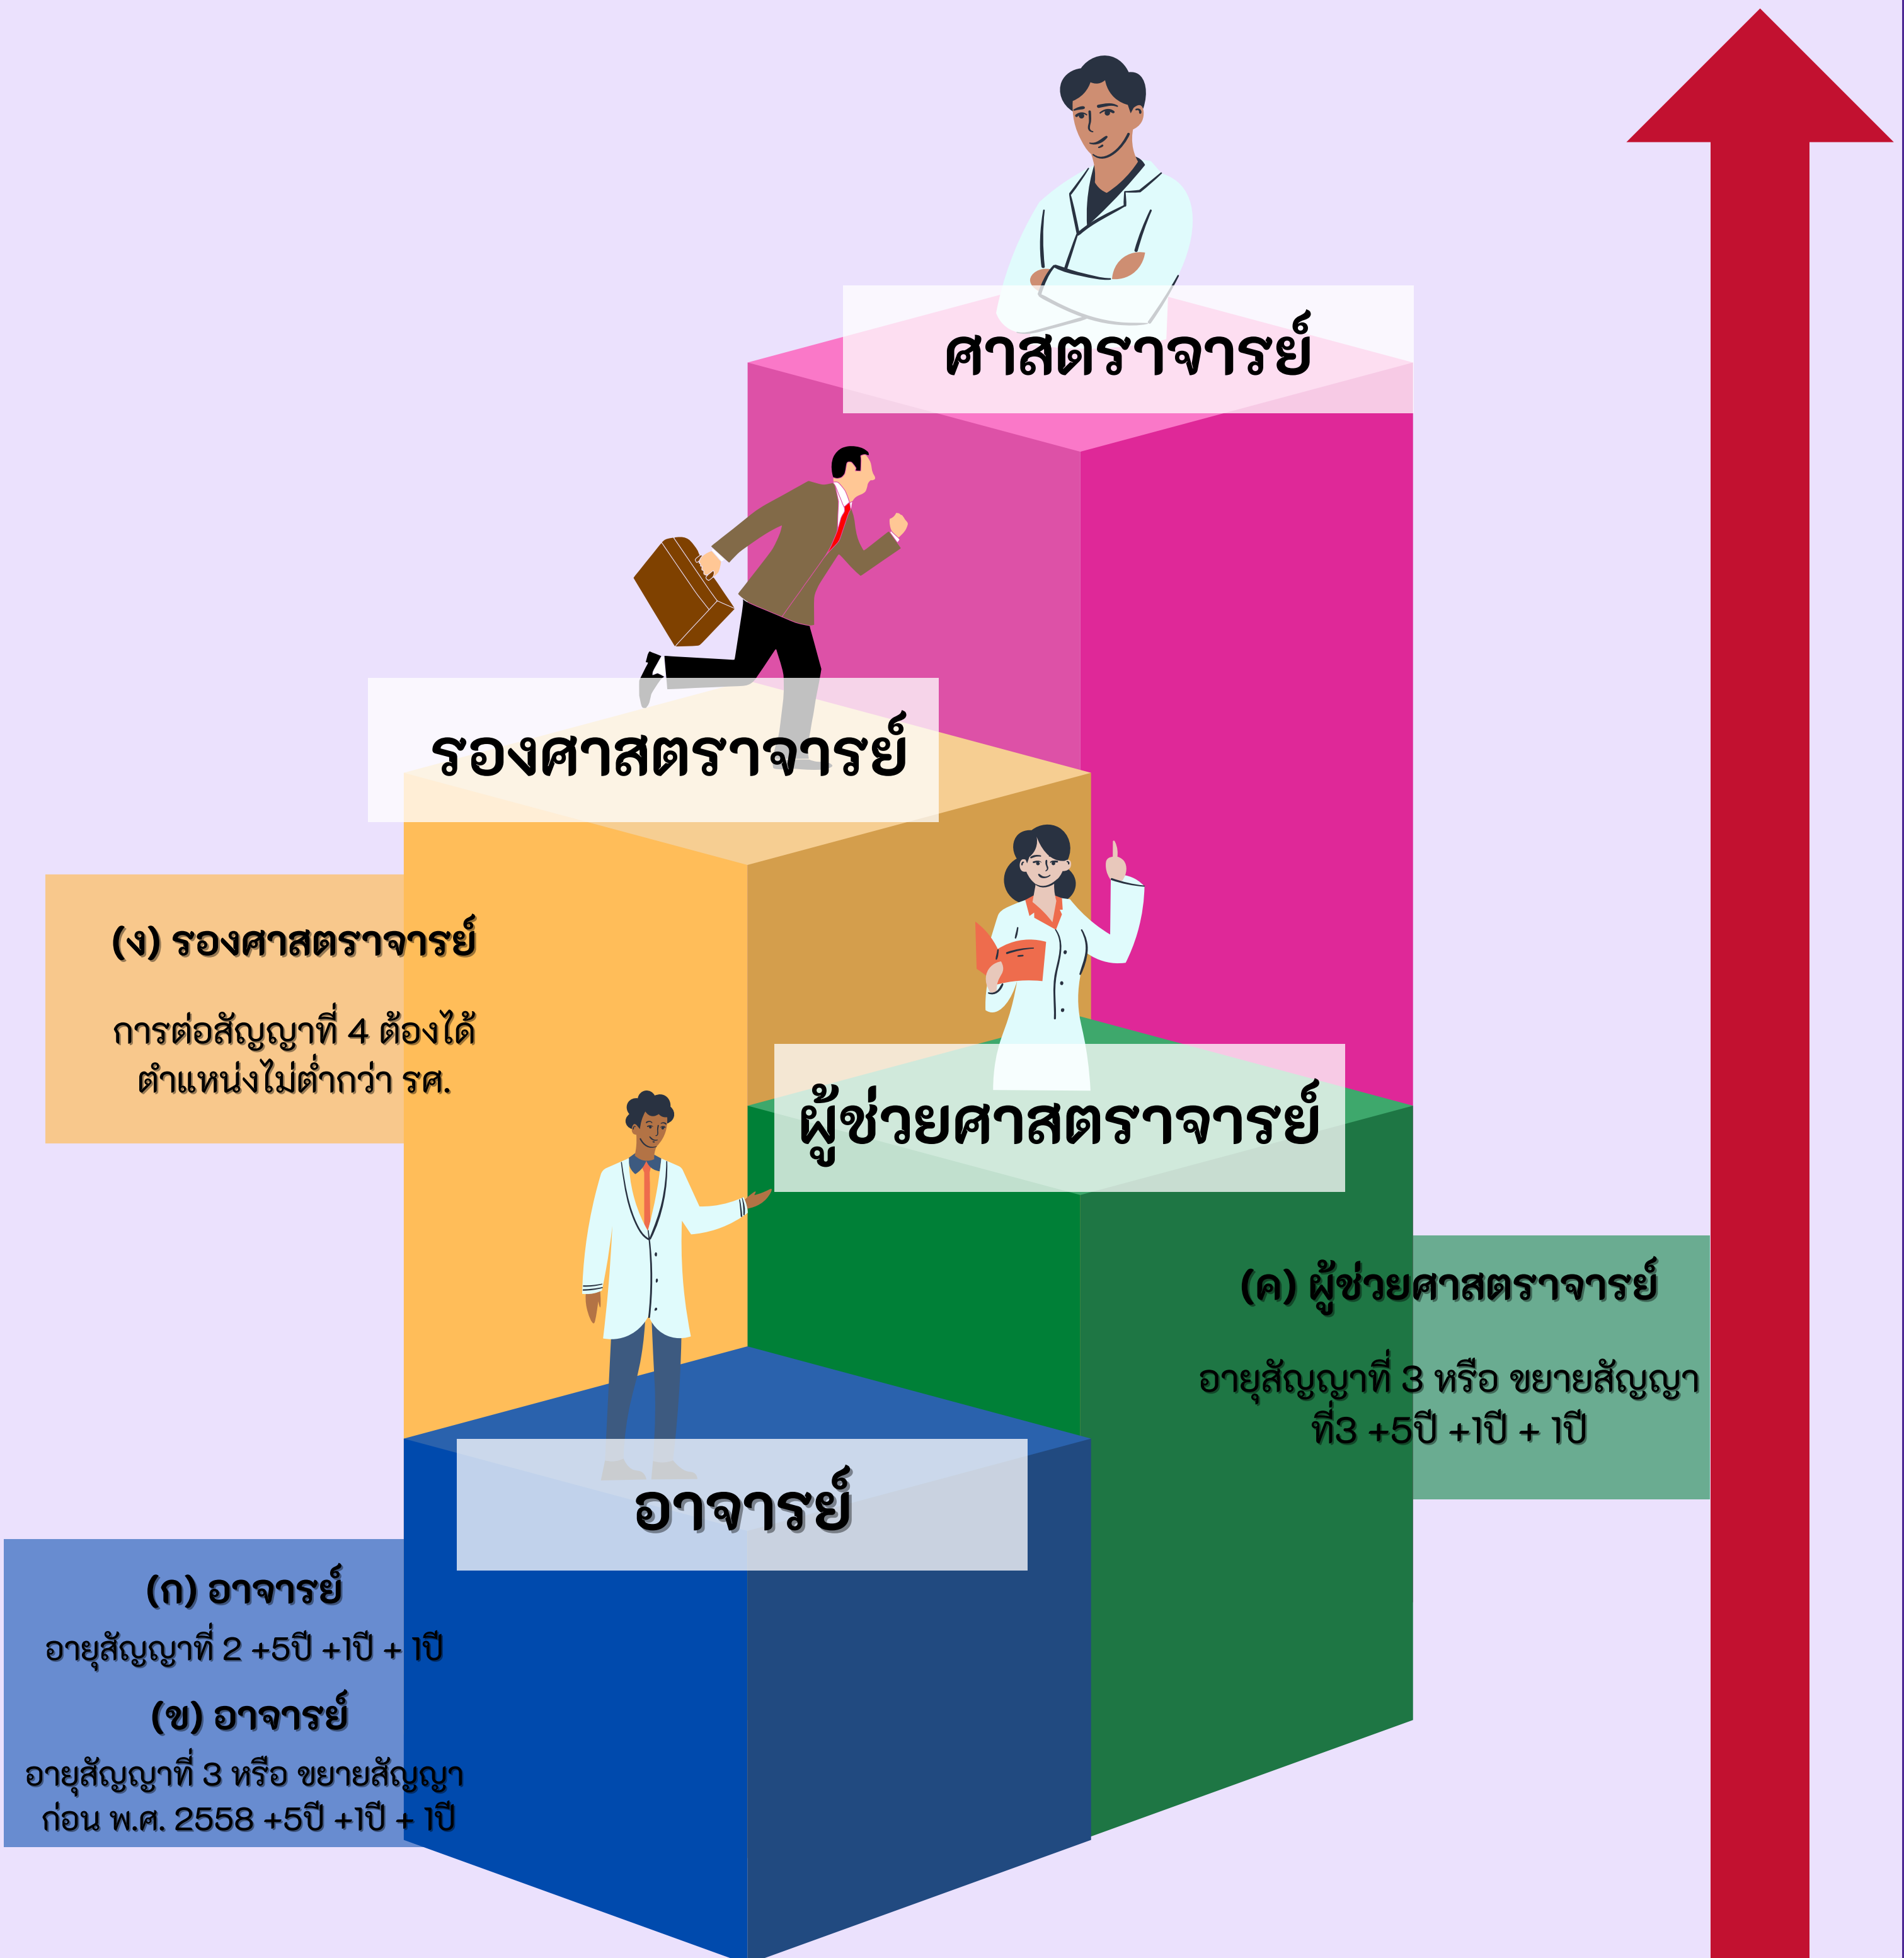 ศาสตราจารย์
รองศาสตราจารย์
(ง) รองศาสตราจารย์
การต่อสัญญาที่ 4 ต้องได้
ตำแหน่งไม่ต่ำกว่า รศ.
ผู้ช่วยศาสตราจารย์
(ค) ผู้ช่วยศาสตราจารย์
อายุสัญญาที่ 3 หรือ ขยายสัญญา
ที่3 +5ปี +1ปี + 1ปี
อาจารย์
(ก) อาจารย์
อายุสัญญาที่ 2 +5ปี +1ปี + 1ปี
(ข) อาจารย์
อายุสัญญาที่ 3 หรือ ขยายสัญญา
ก่อน พ.ศ. 2558 +5ปี +1ปี + 1ปี